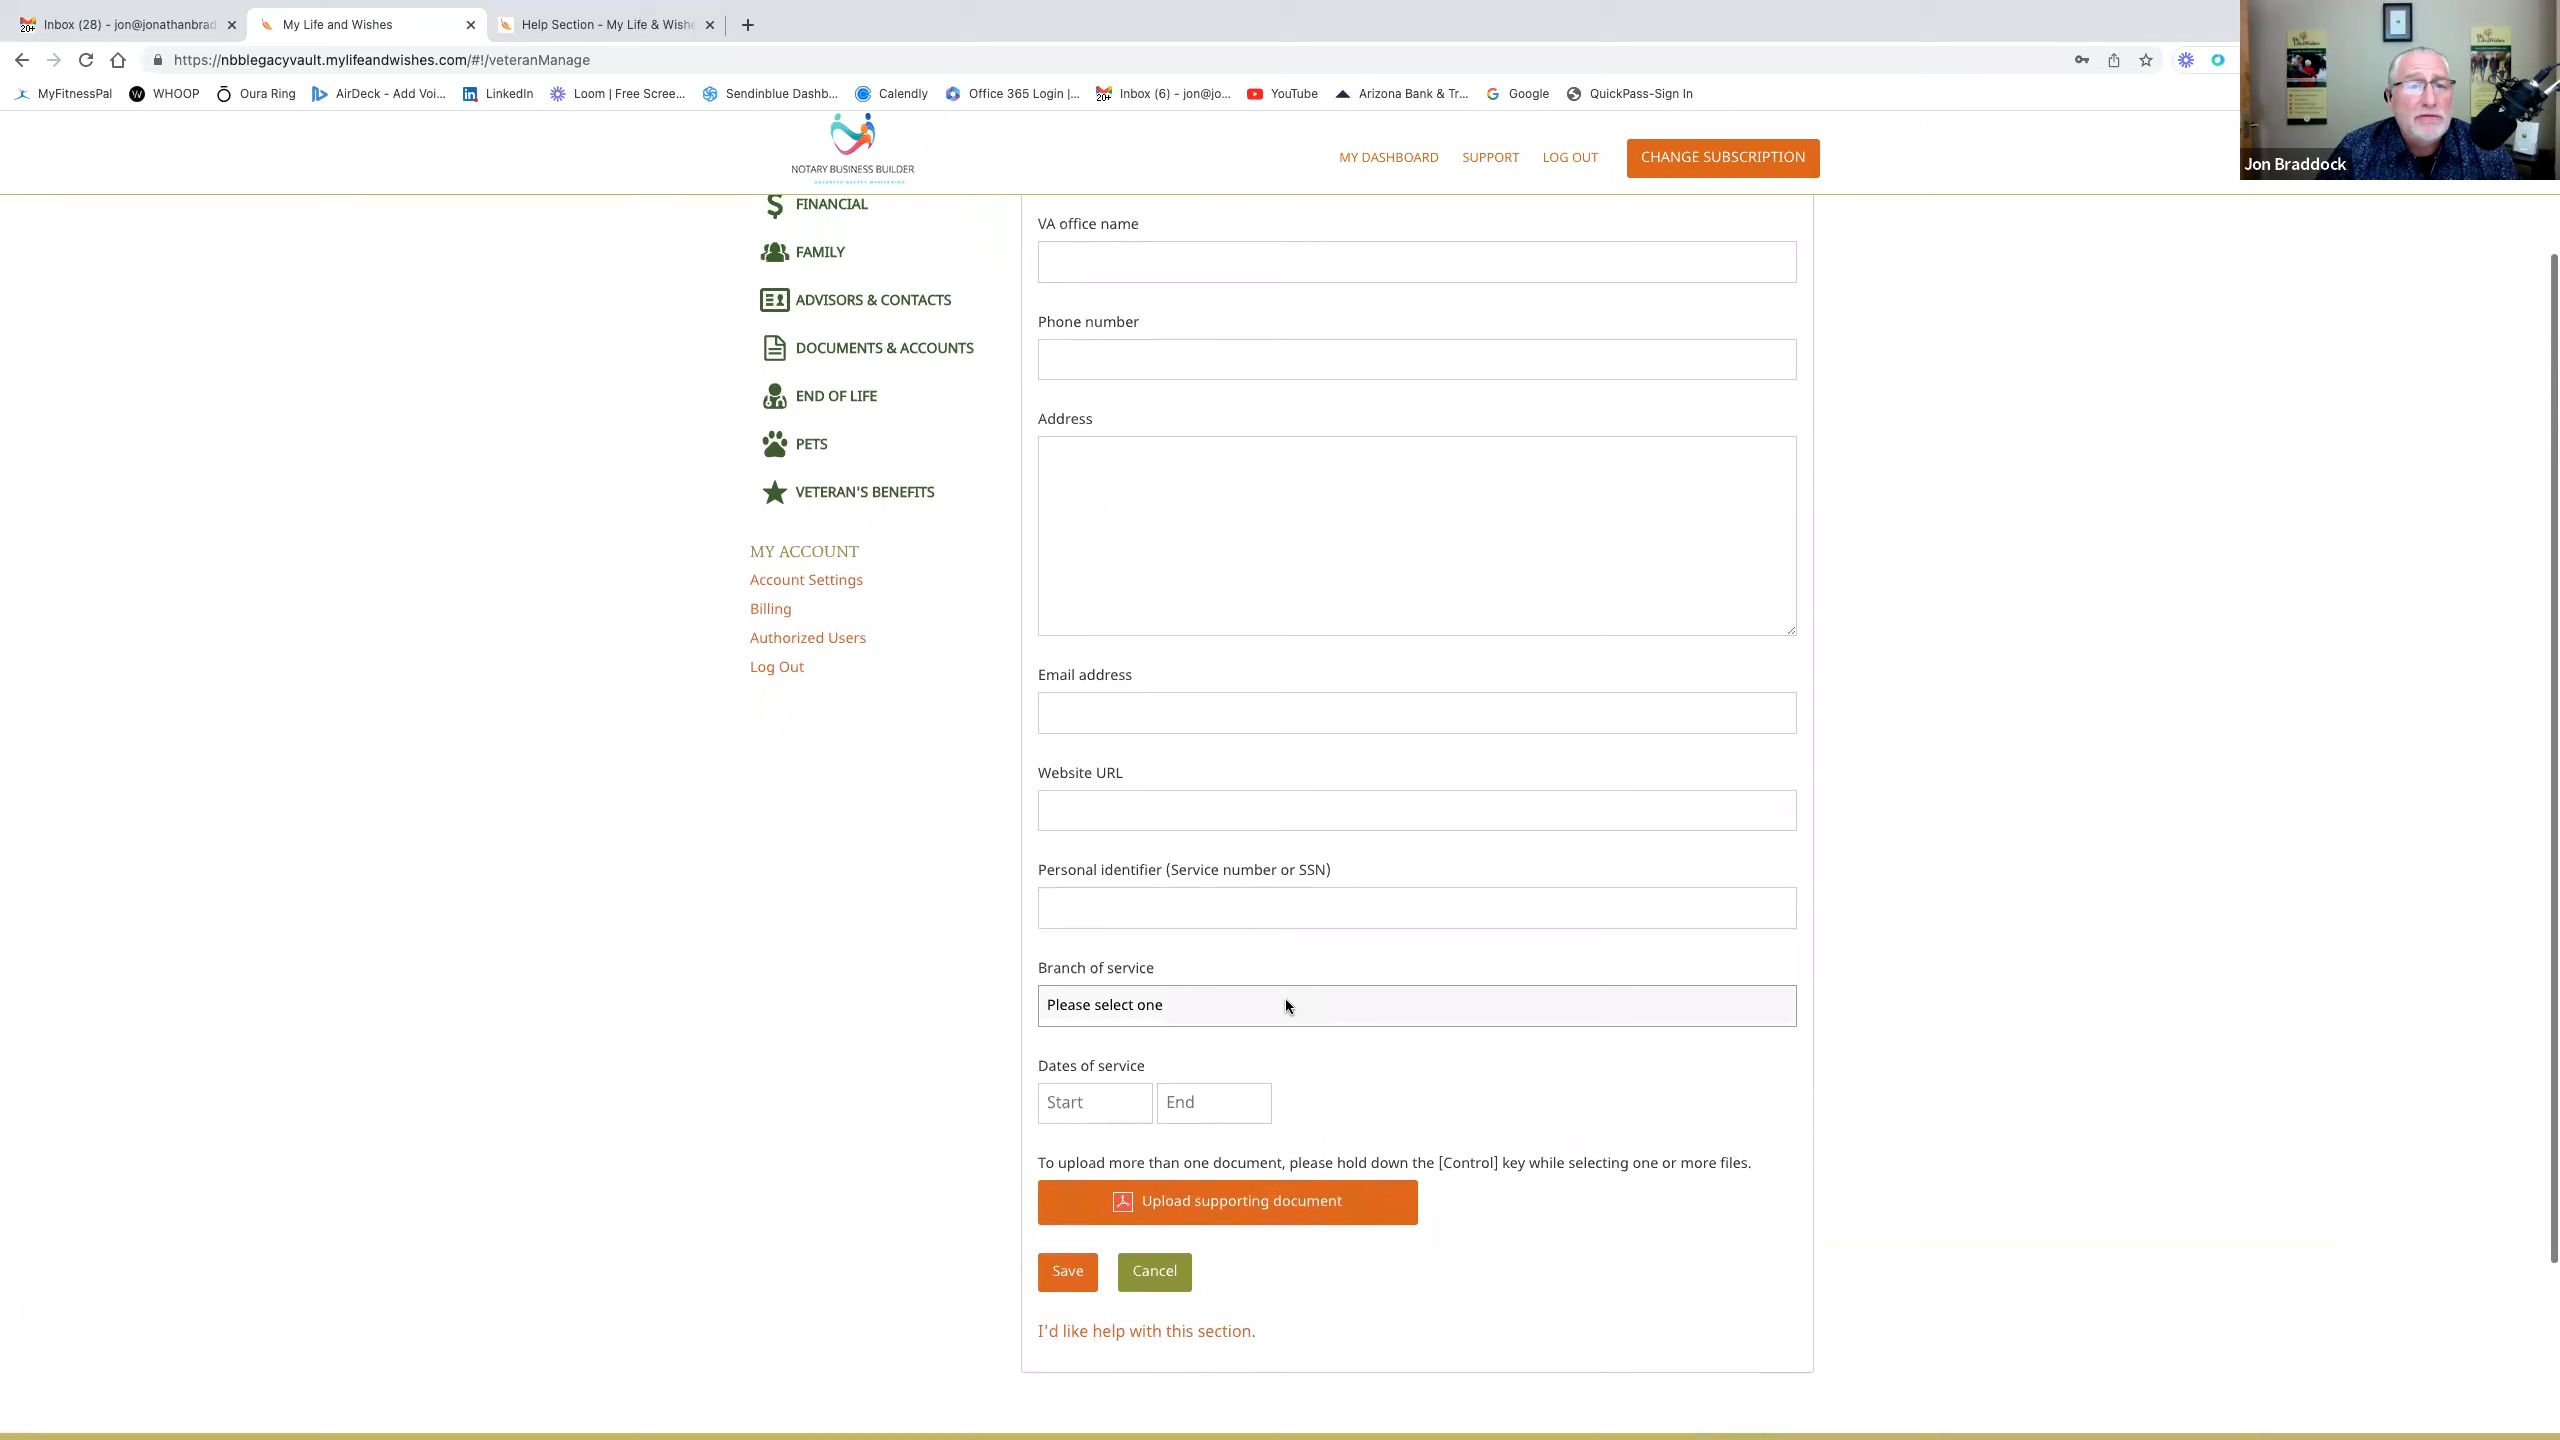 Inbox (28) - jon@jonathanbrad
My Life and Wishes
Help Section - My Life & Wishe
https://nbblegacyvault.mylifeandwishes.com/#!/veteranManage
MyFitnessPal
WHOOP
Oura Ring
AirDeck - Add Voi...
LinkedIn
Loom | Free Scree...
Sendinblue Dashb...
Calendly
Office 365 Login |...
Inbox (6) - jon@jo...
YouTube
Arizona Bank & Tr...
Google
QuickPass-Sign In
Jon Braddock
NOTARY BUSINESS BUILDER
MY DASHBOARD
SUPPORT
LOG OUT
CHANGE SUBSCRIPTION
FINANCIAL
FAMILY
ADVISORS & CONTACTS
DOCUMENTS & ACCOUNTS
END OF LIFE
PETS
VETERAN'S BENEFITS
MY ACCOUNT
Account Settings
Billing
Authorized Users
Log Out
VA office name
Phone number
Address
Email address
Website URL
Personal identifier (Service number or SSN)
Branch of service
Please select one
Dates of service
Start
End
To upload more than one document, please hold down the [Control] key while selecting one or more files.
Upload supporting document
Save
Cancel
I'd like help with this section.